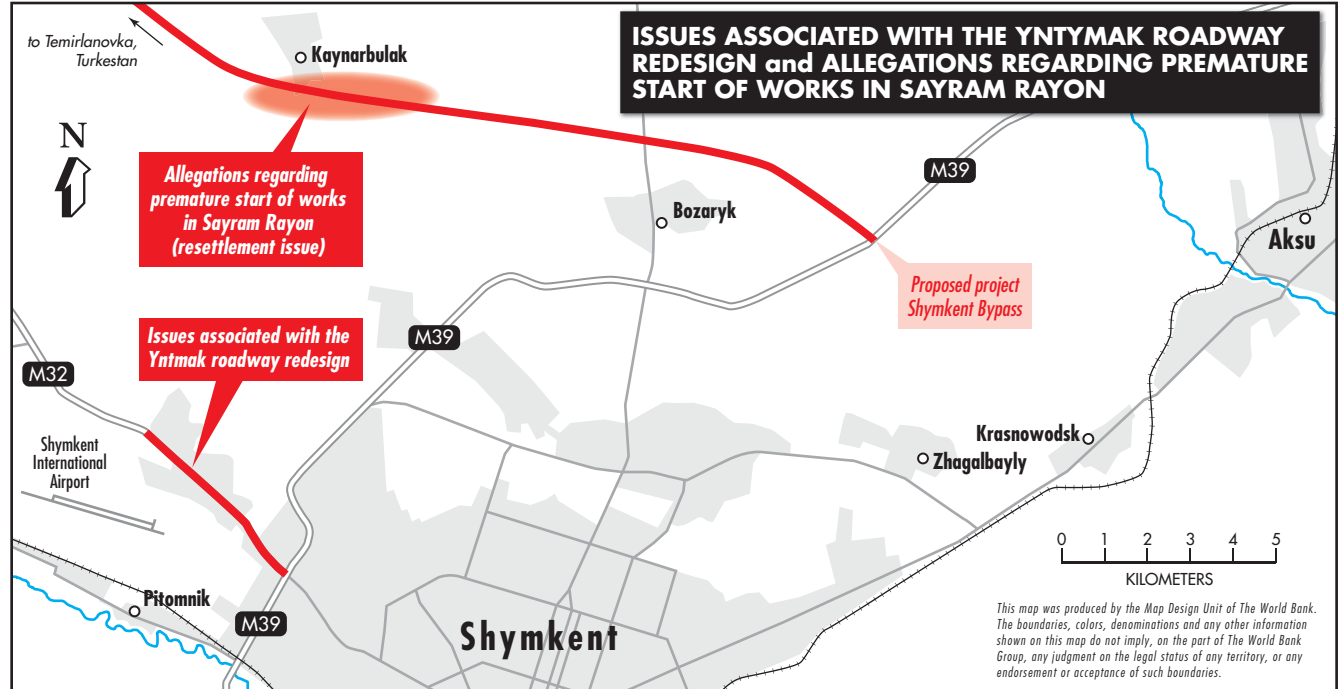 ISSUES ASSOCIATED WITH THE YNTYMAK ROADWAY
REDESIGN and ALLEGATIONS REGARDING PREMATURE
START OF WORKS IN SAYRAM RAYON
to Temirlanovka,
Turkestan
Kaynarbulak
N
Allegations regarding
premature start of works
in Sayram Rayon
(resettlement issue)
M39
Bozaryk
Aksu
Proposed project
Shymkent Bypass
Issues associated with the
Yntmak roadway redesign
M39
M32
Shymkent
International
Airport
Krasnowodsk
Zhagalbayly
0 1 2 3 4 5
KILOMETERS
Pitomnik
M39
Shymkent
This map was produced by the Map Design Unit of The World Bank.
The boundaries, colors, denominations and any other information
shown on this map do not imply, on the part of The World Bank
Group, any judgment on the legal status of any territory, or any
endorsement or acceptance of such boundaries.